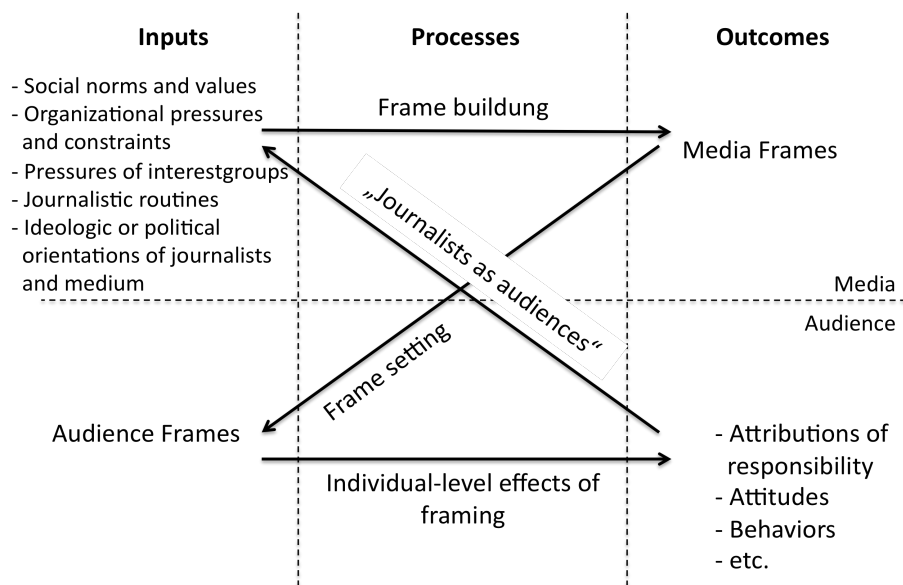 Inputs
Processes
Outcomes
- Social norms and values
- Organizational pressures
and constraints
- Pressures of interestgroups
- Journalistic routines
- Ideologic or political
orientations of journalists
and medium
Frame buildung
Media Frames
„Journalists as audiences“
Media
Audience
Frame setting
Audience Frames
Individual-level effects of
framing
- Attributions of
responsibility
- Attitudes
- Behaviors
- etc.